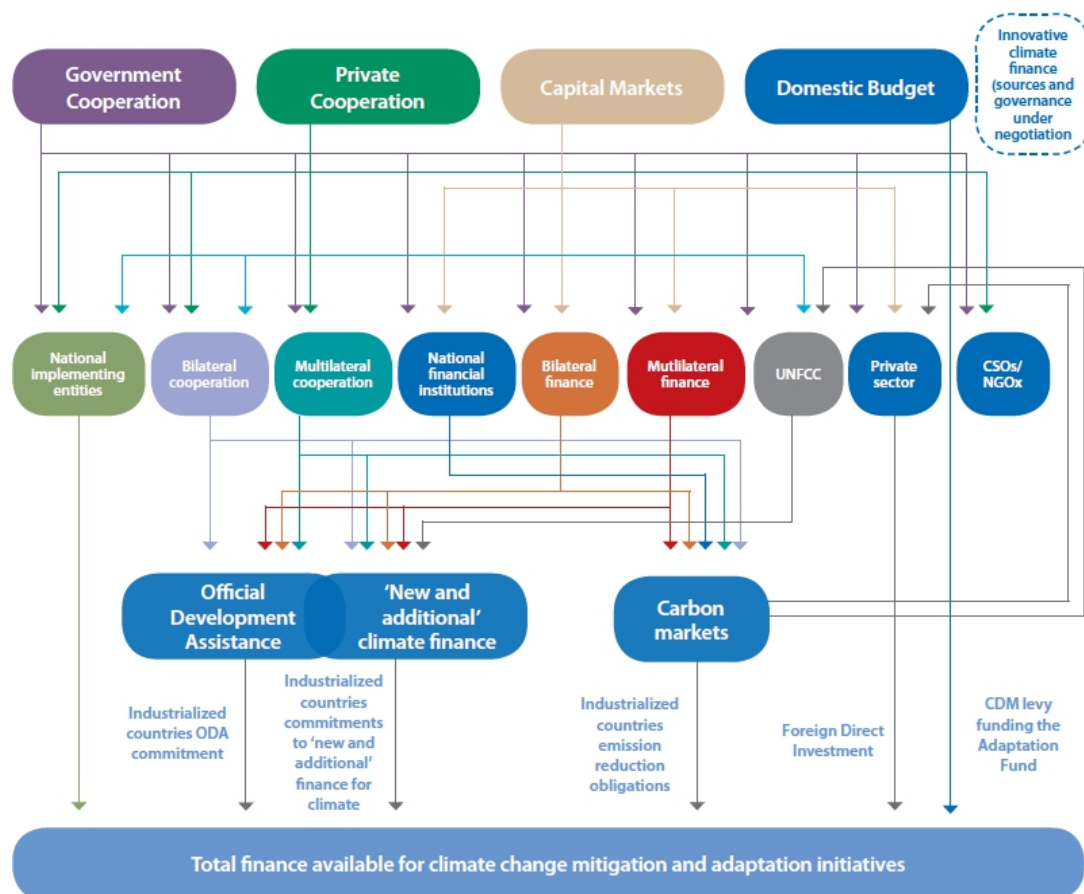 Government
Cooperation
Private
Cooperation
Capital Markets
Domestic Budget
Innovative
climate
finance
(sources and
governance
under
negotiation
National
implementing
entities
Bilateral
cooperation
Multilateral
cooperation
National
financial
institutions
Bilateral
finance
Mutlilateral
finance
UNFCC
Private
sector
CSOs/
NGOx
Official
Development
Assistance
‘New and
additional’
climate finance
Carbon
markets
Industrialized
countries ODA
commitment
Industrialized
countries
commitments
to ‘new and
additional’
finance for
climate
Industrialized
countries
emission
reduction
obligations
Foreign Direct
Investment
CDM levy
funding the
Adaptation
Fund
Total finance available for climate change mitigation and adaptation initiatives